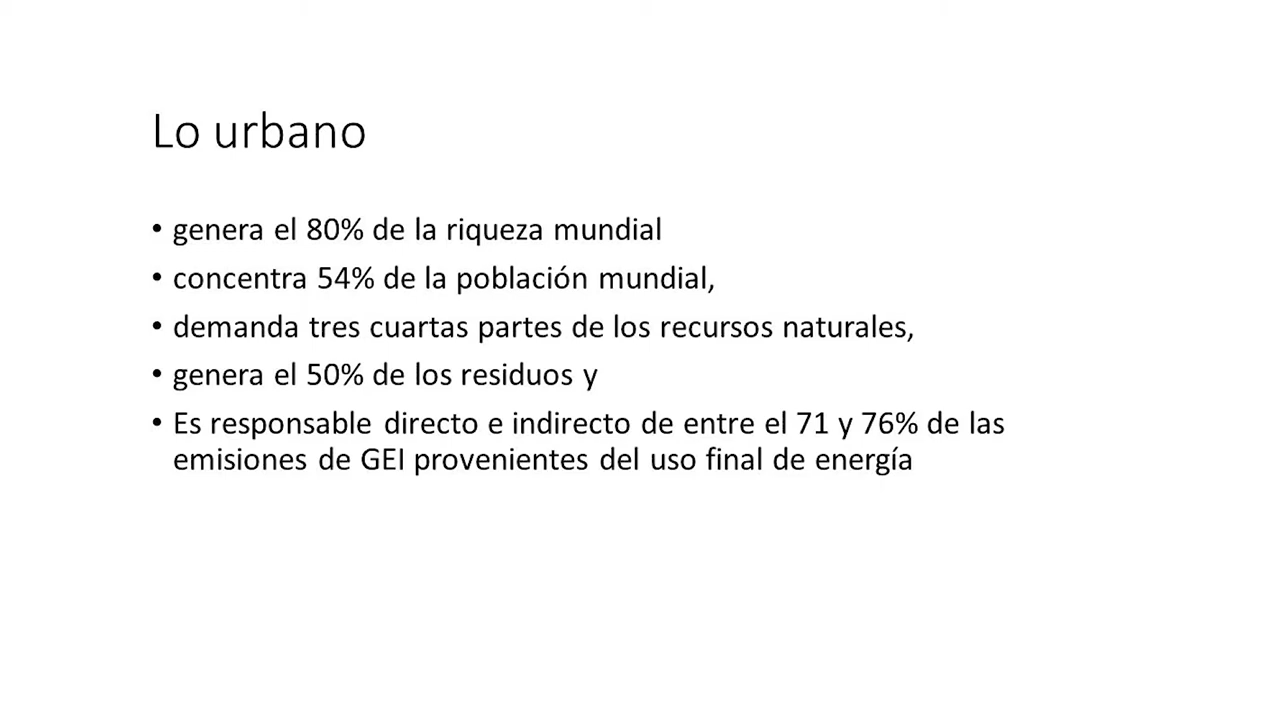 Lo urbano
• genera el 80% de la riqueza mundial
• concentra 54% de la población mundial,
• demanda tres cuartas partes de los recursos naturales,
• genera el 50% de los residuos y
• Es responsable directo e indirecto de entre el 71 y 76% de las
emisiones de GEI provenientes del uso final de energía